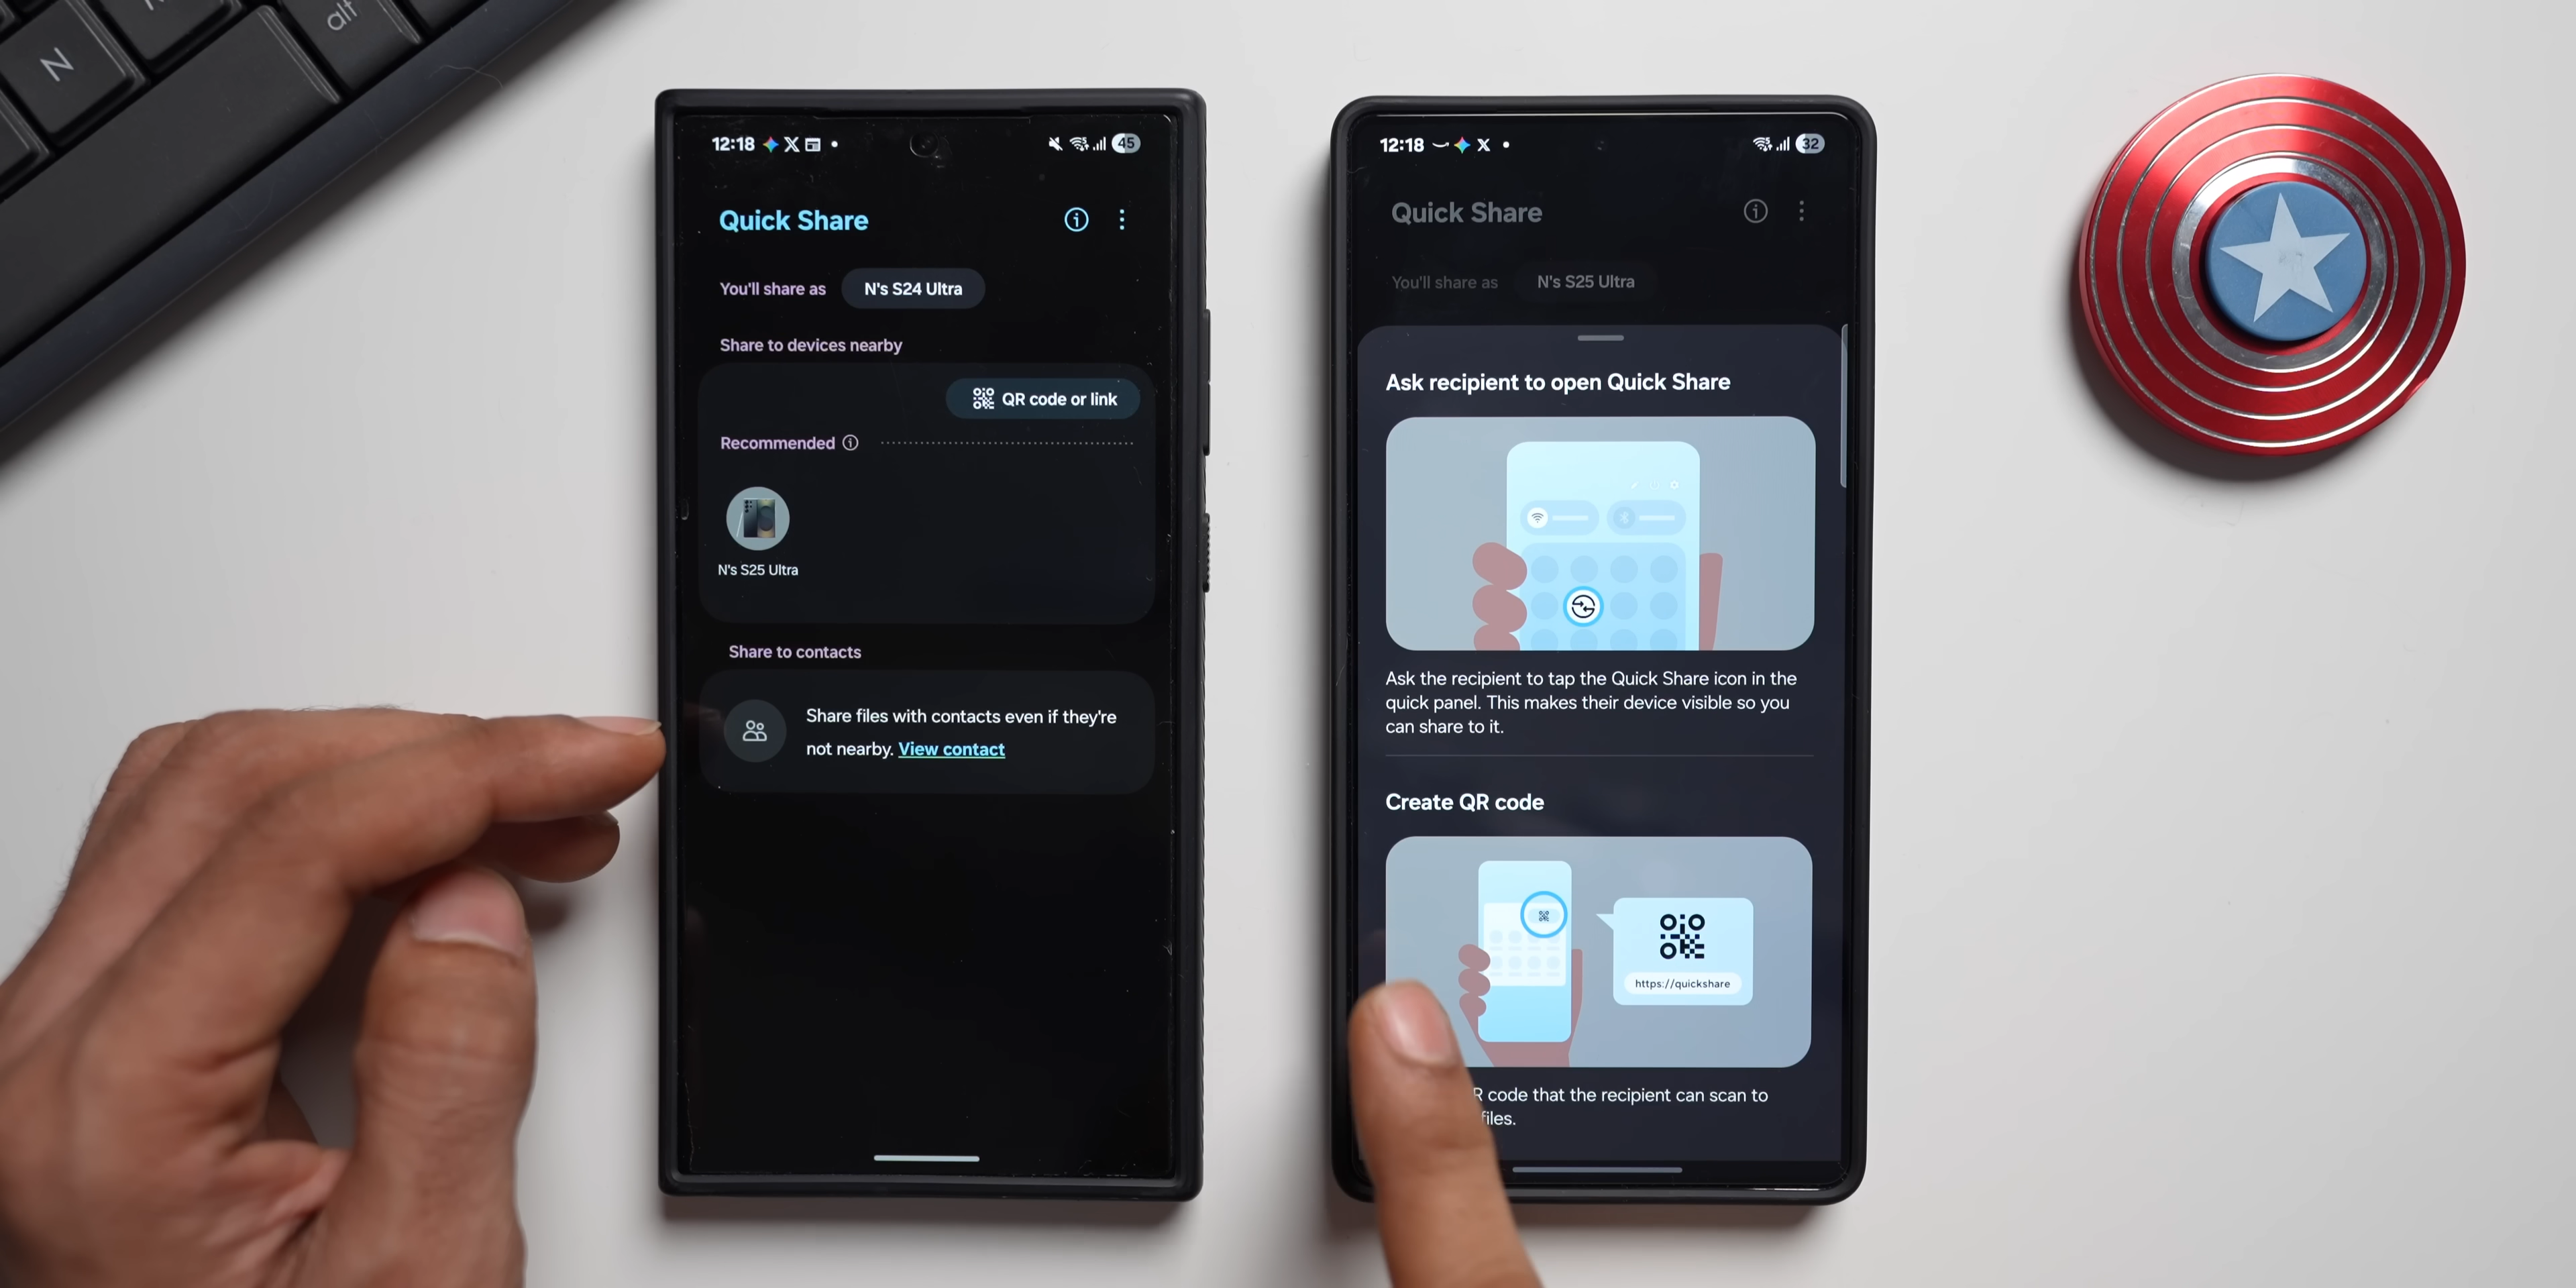 N
alt
12:18
45
Quick Share
You'll share as N's S24 Ultra
Share to devices nearby
QR code or link
Recommended
N's S25 Ultra
Share to contacts
Share files with contacts even if they're
not nearby. View contact
12:18
32
Quick Share
You'll share as N's S25 Ultra
Ask recipient to open Quick Share
Ask the recipient to tap the Quick Share icon in the
quick panel. This makes their device visible so you
can share to it.
Create QR code
https://quickshare
code that the recipient can scan to
files.